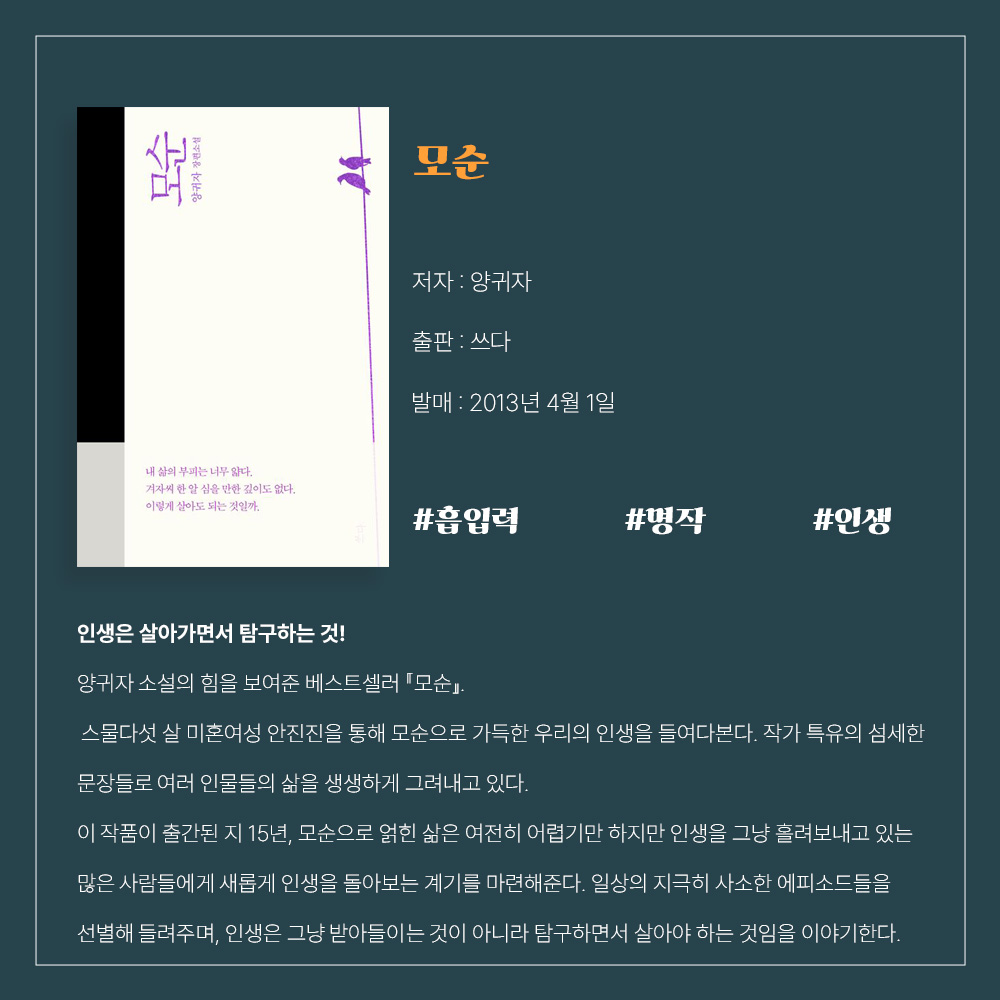 모순
양귀자 장편소설
내 삶의 부피는 너무 얇다.
겨자씨 한 알 심을 만한 깊이도 없다.
이렇게 살아도 되는 것일까.
모순
저자 : 양귀자
출판 : 쓰다
발매 : 2013년 4월 1일
#흡입력 #명작 #인생
인생은 살아가면서 탐구하는 것!
양귀자 소설의 힘을 보여준 베스트셀러 『모순』.
스물다섯 살 미혼여성 안진진을 통해 모순으로 가득한 우리의 인생을 들여다본다. 작가 특유의 섬세한
문장들로 여러 인물들의 삶을 생생하게 그려내고 있다.
이 작품이 출간된 지 15년, 모순으로 얽힌 삶은 여전히 어렵기만 하지만 인생을 그냥 흘려보내고 있는
많은 사람들에게 새롭게 인생을 돌아보는 계기를 마련해준다. 일상의 지극히 사소한 에피소드들을
선별해 들려주며, 인생은 그냥 받아들이는 것이 아니라 탐구하면서 살아야 하는 것임을 이야기한다.